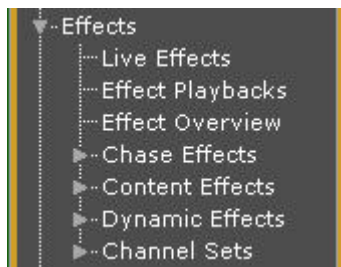 Effects
Live Effects
Effect Playbacks
Effect Overview
Chase Effects
Content Effects
Dynamic Effects
Channel Sets